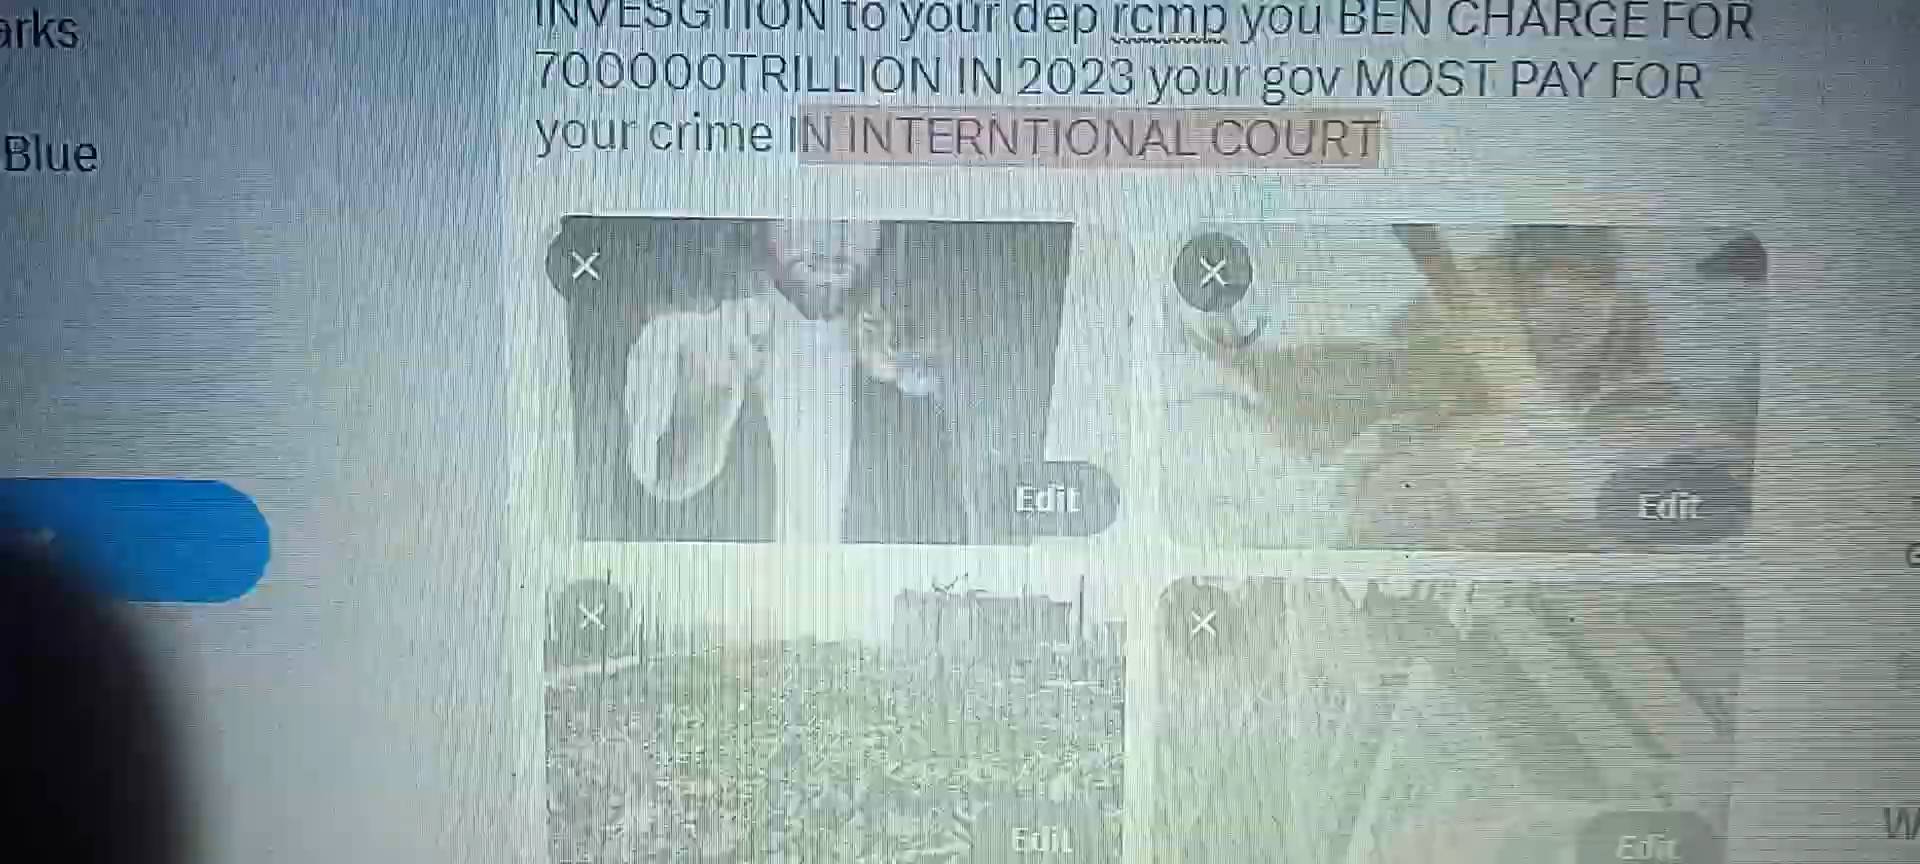 arks
INVESGTION to your dep rcmp you BEN CHARGE FOR
700000TRILLION IN 2023 your gov MOST PAY FOR
your crime IN INTERNTIONAL COURT
Blue
Edit
Edit
Edit
Edit